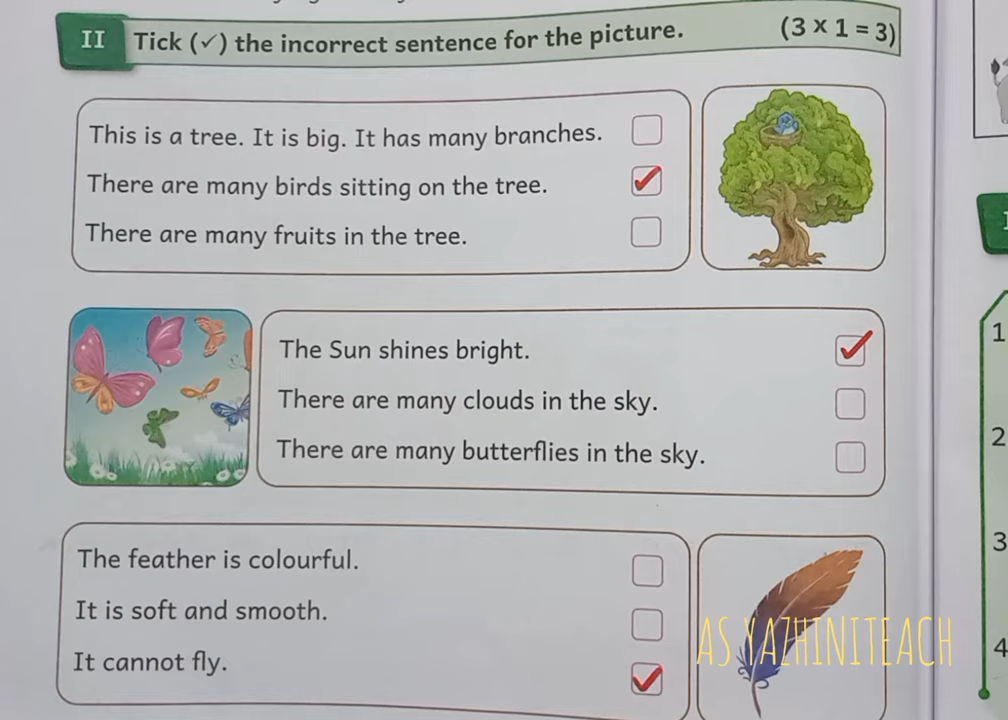 II Tick (✓) the incorrect sentence for the picture. (3 x 1 = 3)
This is a tree. It is big. It has many branches.
There are many birds sitting on the tree.
There are many fruits in the tree.
The Sun shines bright.
There are many clouds in the sky.
There are many butterflies in the sky.
The feather is colourful.
It is soft and smooth.
It cannot fly.
AS YAZHINITEACH
1
2
3
4